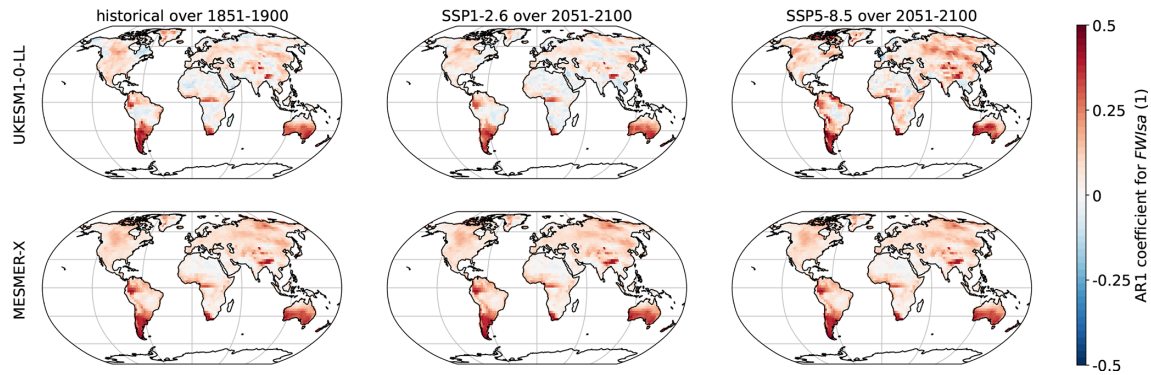 historical over 1851-1900
SSP1-2.6 over 2051-2100
SSP5-8.5 over 2051-2100
UKESM1-0-LL
MESMER-X
0.5
0.25
0
-0.25
-0.5
AR1 coefficient for FWIsa (1)